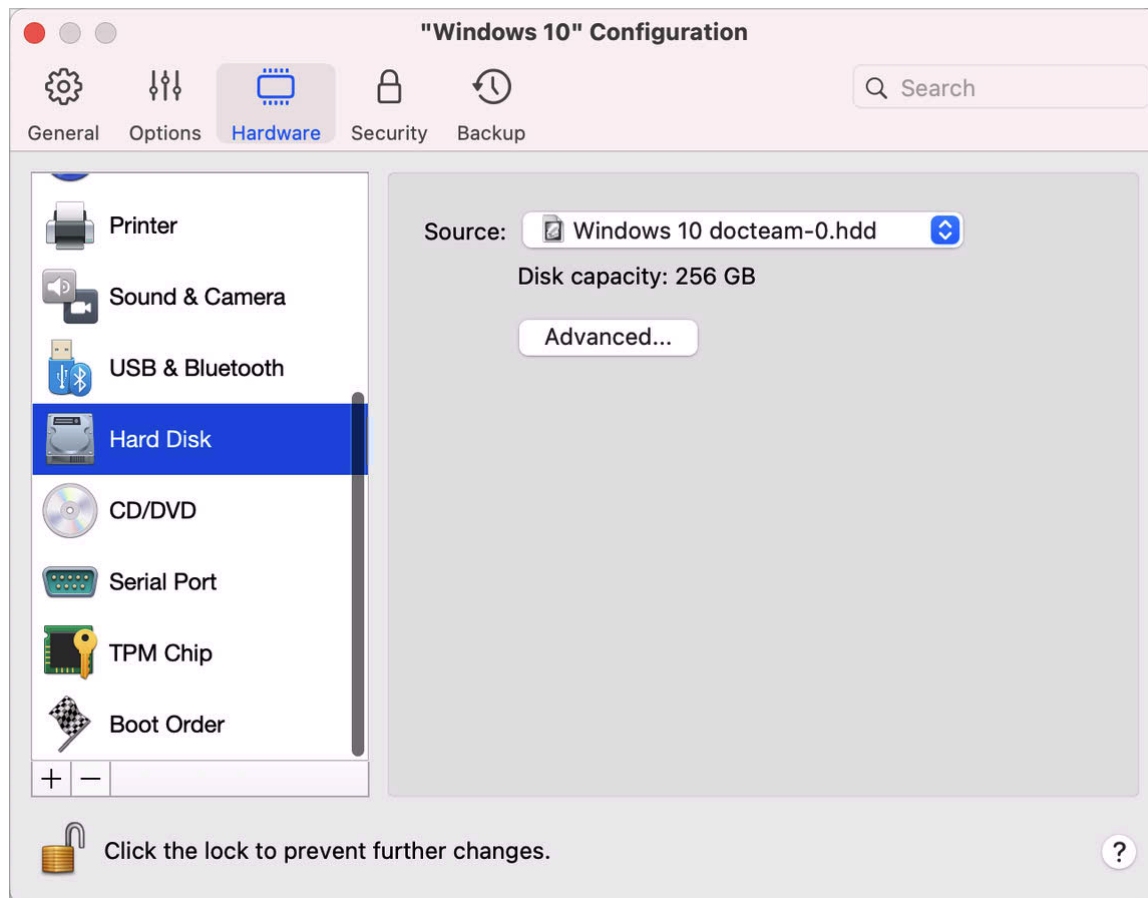 "Windows 10" Configuration
General Options Hardware Security Backup
Search
Printer
Sound & Camera
USB & Bluetooth
Hard Disk
CD/DVD
Serial Port
TPM Chip
Boot Order
+ −
Source: Windows 10 docteam-0.hdd
Disk capacity: 256 GB
Advanced...
Click the lock to prevent further changes.
?